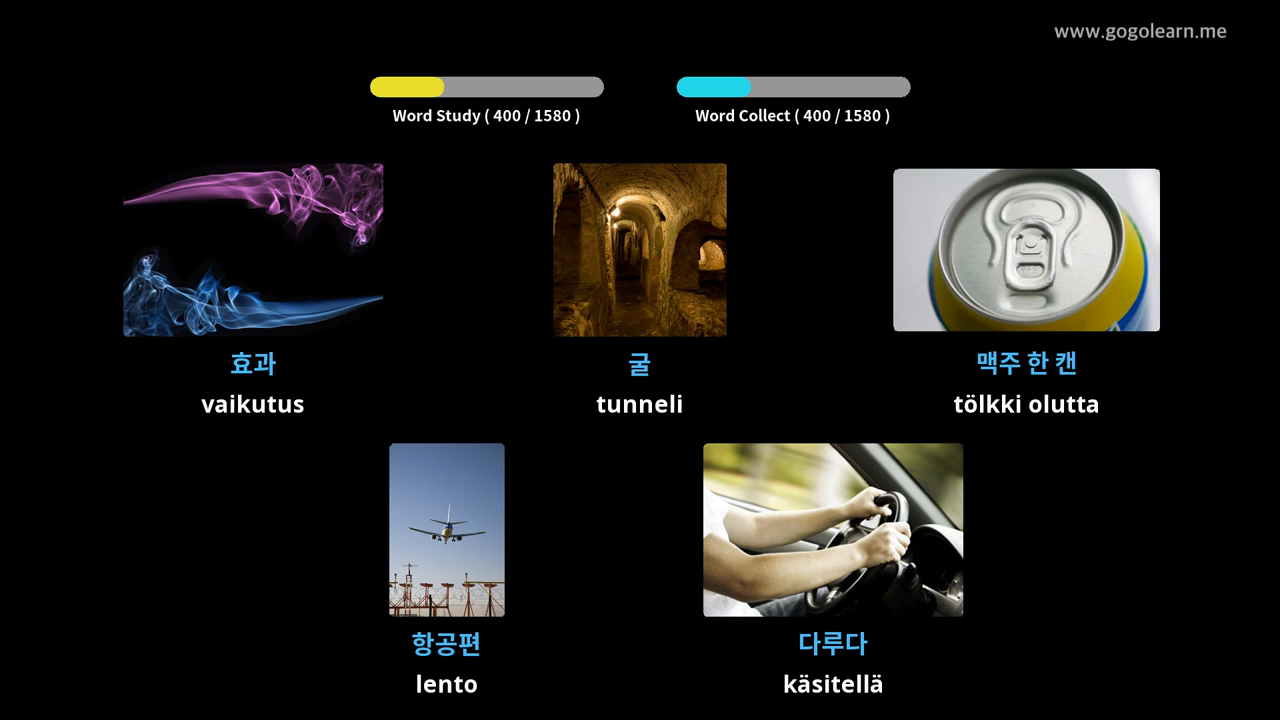 www.gogolearn.me
Word Study ( 400 / 1580 )
Word Collect ( 400 / 1580 )
효과
vaikutus
굴
tunneli
맥주 한 캔
tölkki olutta
항공편
lento
다루다
käsitellä